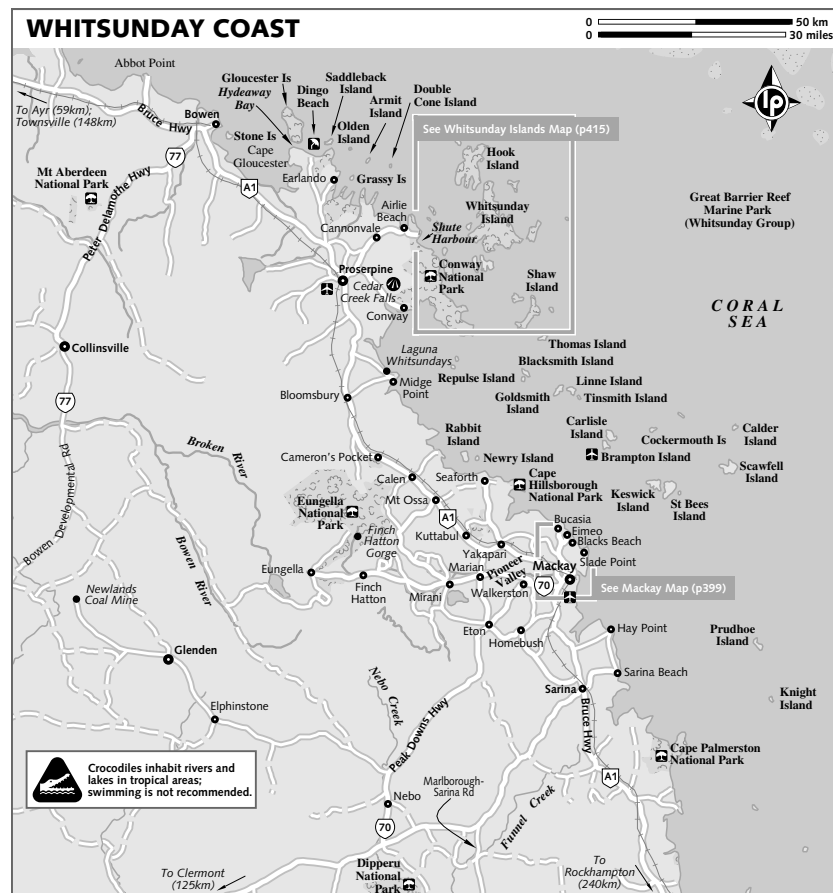 WHITSUNDAY COAST
0 50 km
0 30 miles
Abbot Point
Gloucester Is
Hydeaway
Bay
Dingo
Beach
Saddleback
Island
Armit
Island
Double
Cone Island
To Ayr (59km);
Townsville (148km)
Bruce Hwy
Bowen
Stone Is
Cape
Gloucester
Olden
Island
See Whitsunday Islands Map (p415)
lp
Hook
Island
77
Mt Aberdeen
National Park
Peter Delamothe Hwy
A1
Earlando
Grassy Is
Airlie
Beach
Cannonvale
Shute
Harbour
Whitsunday
Island
Great Barrier Reef
Marine Park
(Whitsunday Group)
Proserpine
Cedar
Creek Falls
Conway
National
Park
Shaw
Island
Conway
CORAL
SEA
Collinsville
Thomas Island
Laguna
Whitsundays
Blacksmith Island
Repulse Island
Midge
Point
Linne Island
Goldsmith
Island
Tinsmith Island
77
Bloomsbury
Bowen Developmental Rd
Broken
River
Rabbit
Island
Carlisle
Island
Cockermouth Is
Calder
Island
Cameron's Pocket
Newry Island
Brampton Island
Scawfell
Island
Calen
Seaforth
Cape
Hillsborough
National Park
Keswick
Island
St Bees
Island
Eungella
National
Park
Mt Ossa
A1
Bucasia
Eimeo
Blacks Beach
Slade Point
Finch
Hatton
Gorge
Kuttabul
Yakapari
Bowen
River
Eungella
Finch
Hatton
Marian
Mirani
Pioneer
Valley
Walkerston
Mackay
70
See Mackay Map (p399)
Newlands
Coal Mine
Eton
Homebush
Hay Point
Prudhoe
Island
Glenden
Sarina Beach
Nebo
Creek
Sarina
Bruce Hwy
Knight
Island
Elphinstone
Peak Downs Hwy
Cape Palmerston
National Park
Crocodiles inhabit rivers and
lakes in tropical areas;
swimming is not recommended.
A1
Marlborough-
Sarina Rd
Nebo
Funnel Creek
70
To Clermont
(125km)
Dipperu
National
Park
To
Rockhampton
(240km)